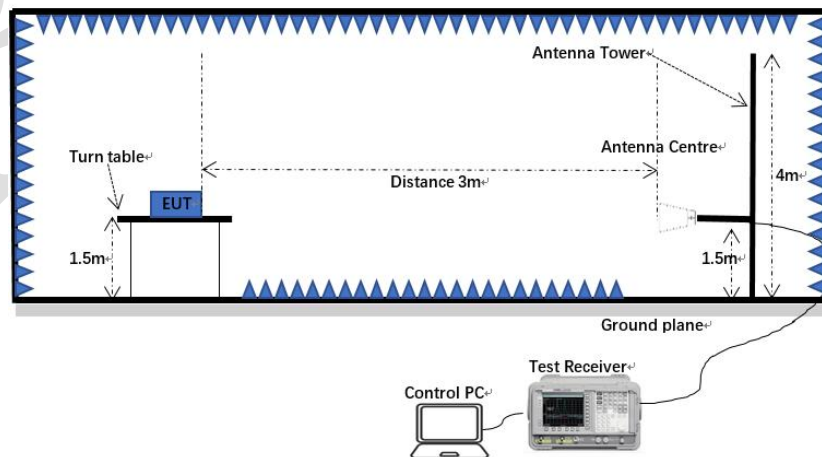 Antenna Tower
Turn table
Antenna Centre
Distance 3m
4m
EUT
1.5m
1.5m
Ground plane
Test Receiver
Control PC